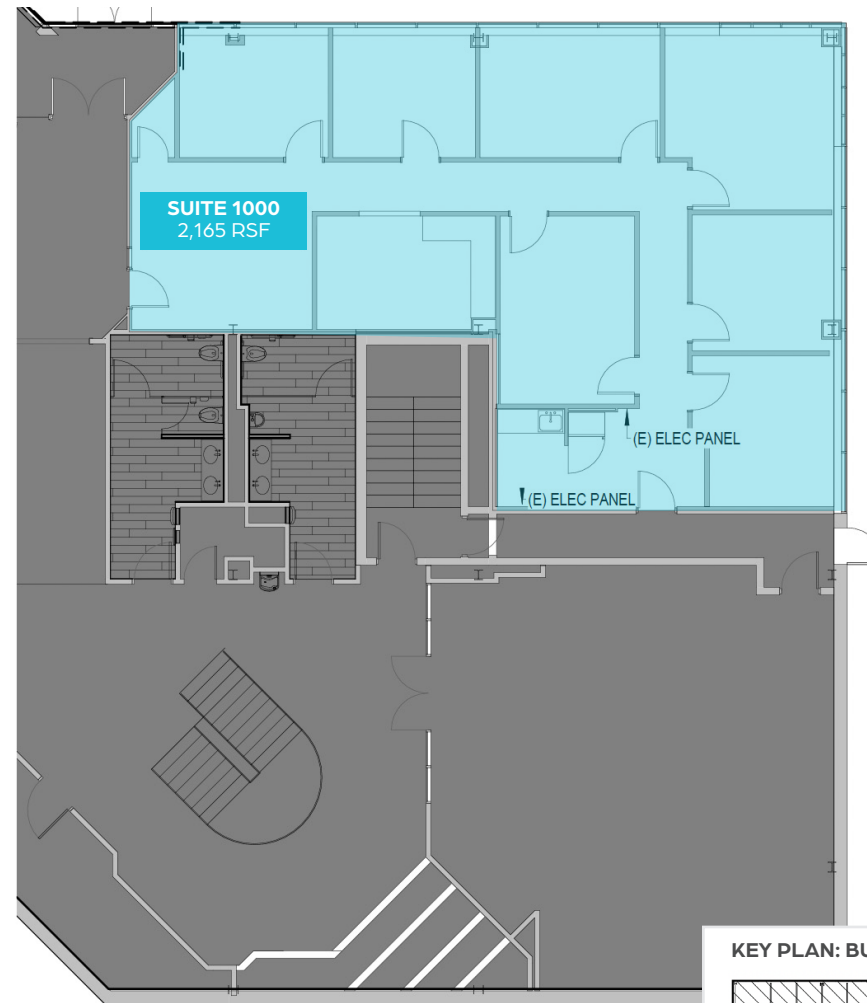 SUITE 1000
2,165 RSF
(E) ELEC PANEL
(E) ELEC PANEL
KEY PLAN: BU